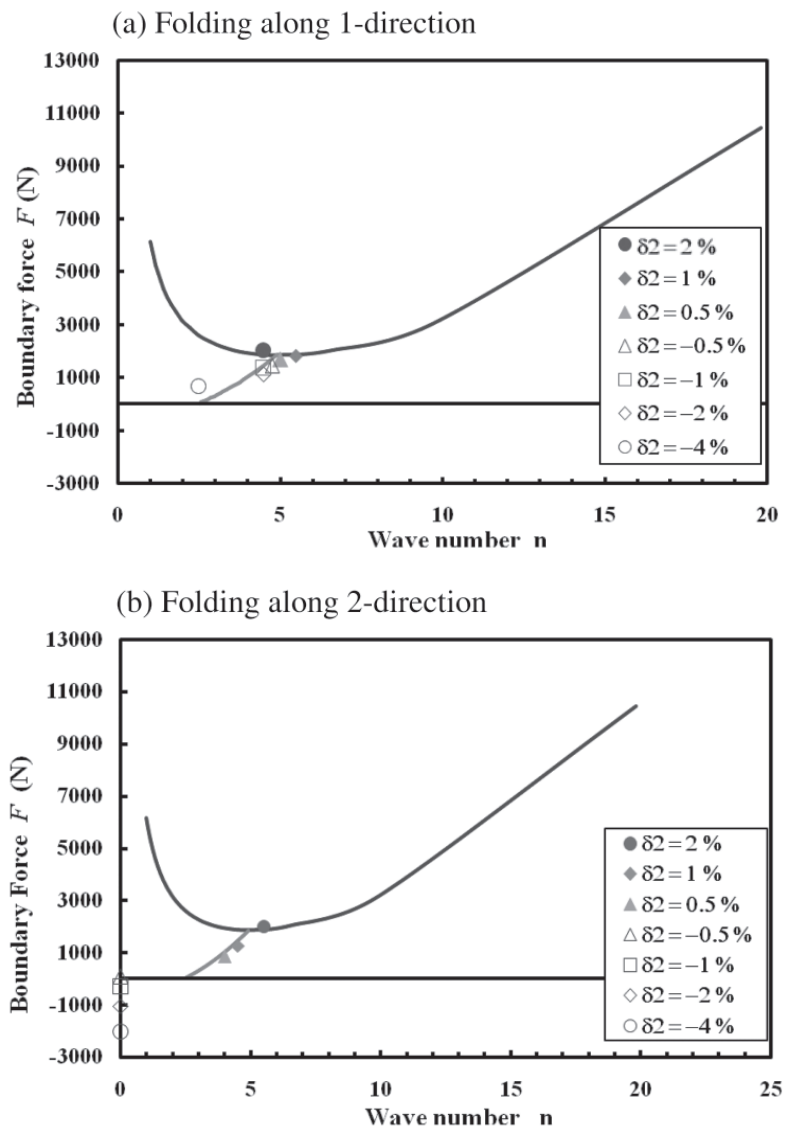 (a) Folding along 1-direction
13000
11000
9000
7000
5000
3000
1000
-1000
-3000
Boundary force F (N)
δ2 = 2 %
δ2 = 1 %
δ2 = 0.5 %
δ2 = −0.5 %
δ2 = −1 %
δ2 = −2 %
δ2 = −4 %
0 5 10 15 20
Wave number n
(b) Folding along 2-direction
13000
11000
9000
7000
5000
3000
1000
-1000
-3000
Boundary Force F (N)
δ2 = 2 %
δ2 = 1 %
δ2 = 0.5 %
δ2 = −0.5 %
δ2 = −1 %
δ2 = −2 %
δ2 = −4 %
0 5 10 15 20 25
Wave number n